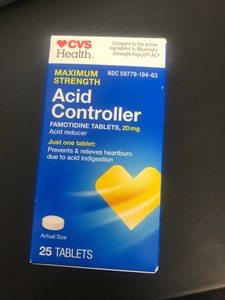 CVS
Health.
Compare to the active
ingredient in Maximum
Strength Pepcid® AC*
MAXIMUM
STRENGTH
NDC 59779-194-63
Acid
Controller
FAMOTIDINE TABLETS, 20 mg
Acid reducer
Just one tablet:
Prevents & relieves heartburn
due to acid indigestion
Actual Size
25 TABLETS